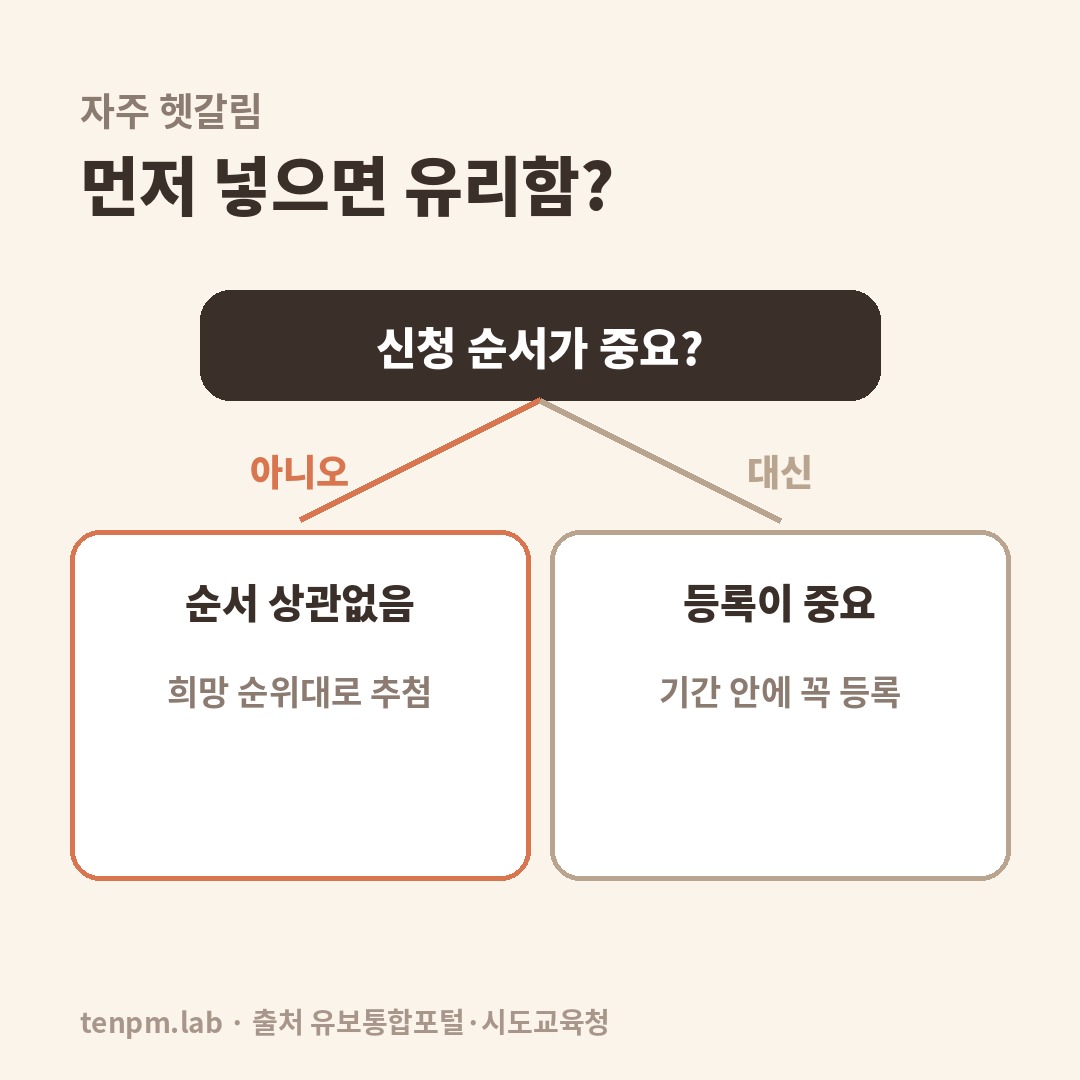 자주 헷갈림
먼저 넣으면 유리함?
신청 순서가 중요?
아니오
대신
순서 상관없음
희망 순위대로 추첨
등록이 중요
기간 안에 꼭 등록
tenpm.lab · 출처 유보통합포털·시도교육청